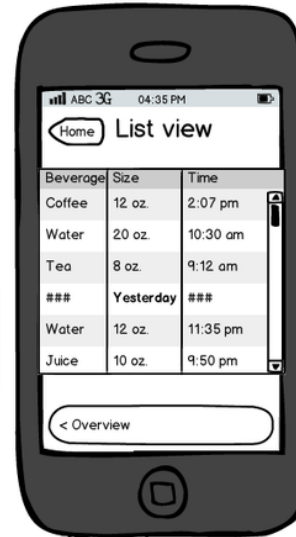 ABC 3G 04:35 PM
Home List view
Beverage Size Time
Coffee 12 oz. 2:07 pm
Water 20 oz. 10:30 am
Tea 8 oz. 9:12 am
### Yesterday ###
Water 12 oz. 11:35 pm
Juice 10 oz. 9:50 pm
< Overview